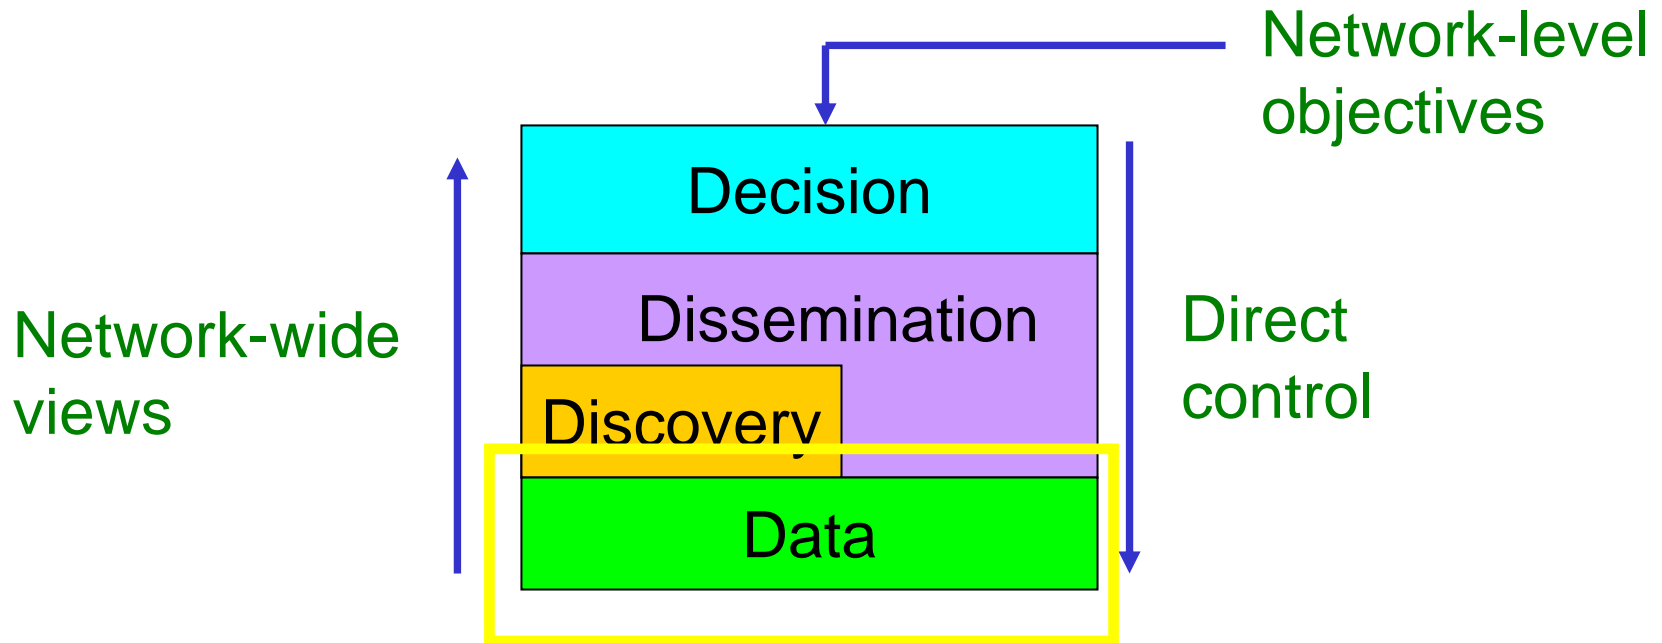 Network-level
objectives
Decision
Dissemination
Network-wide
views
Direct
control
Discovery
Data